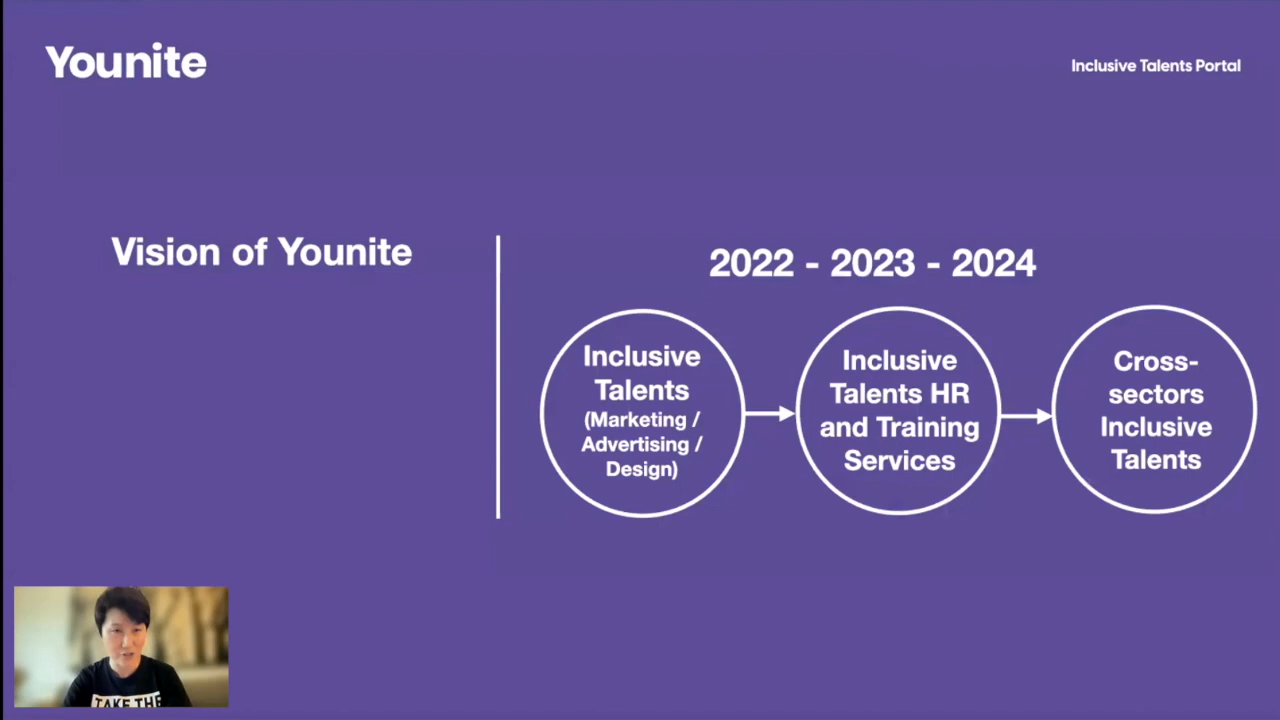 Younite
Inclusive Talents Portal
Vision of Younite
2022 - 2023 - 2024
Inclusive
Talents
(Marketing /
Advertising /
Design)
Inclusive
Talents HR
and Training
Services
Cross-
sectors
Inclusive
Talents
TAKE THE